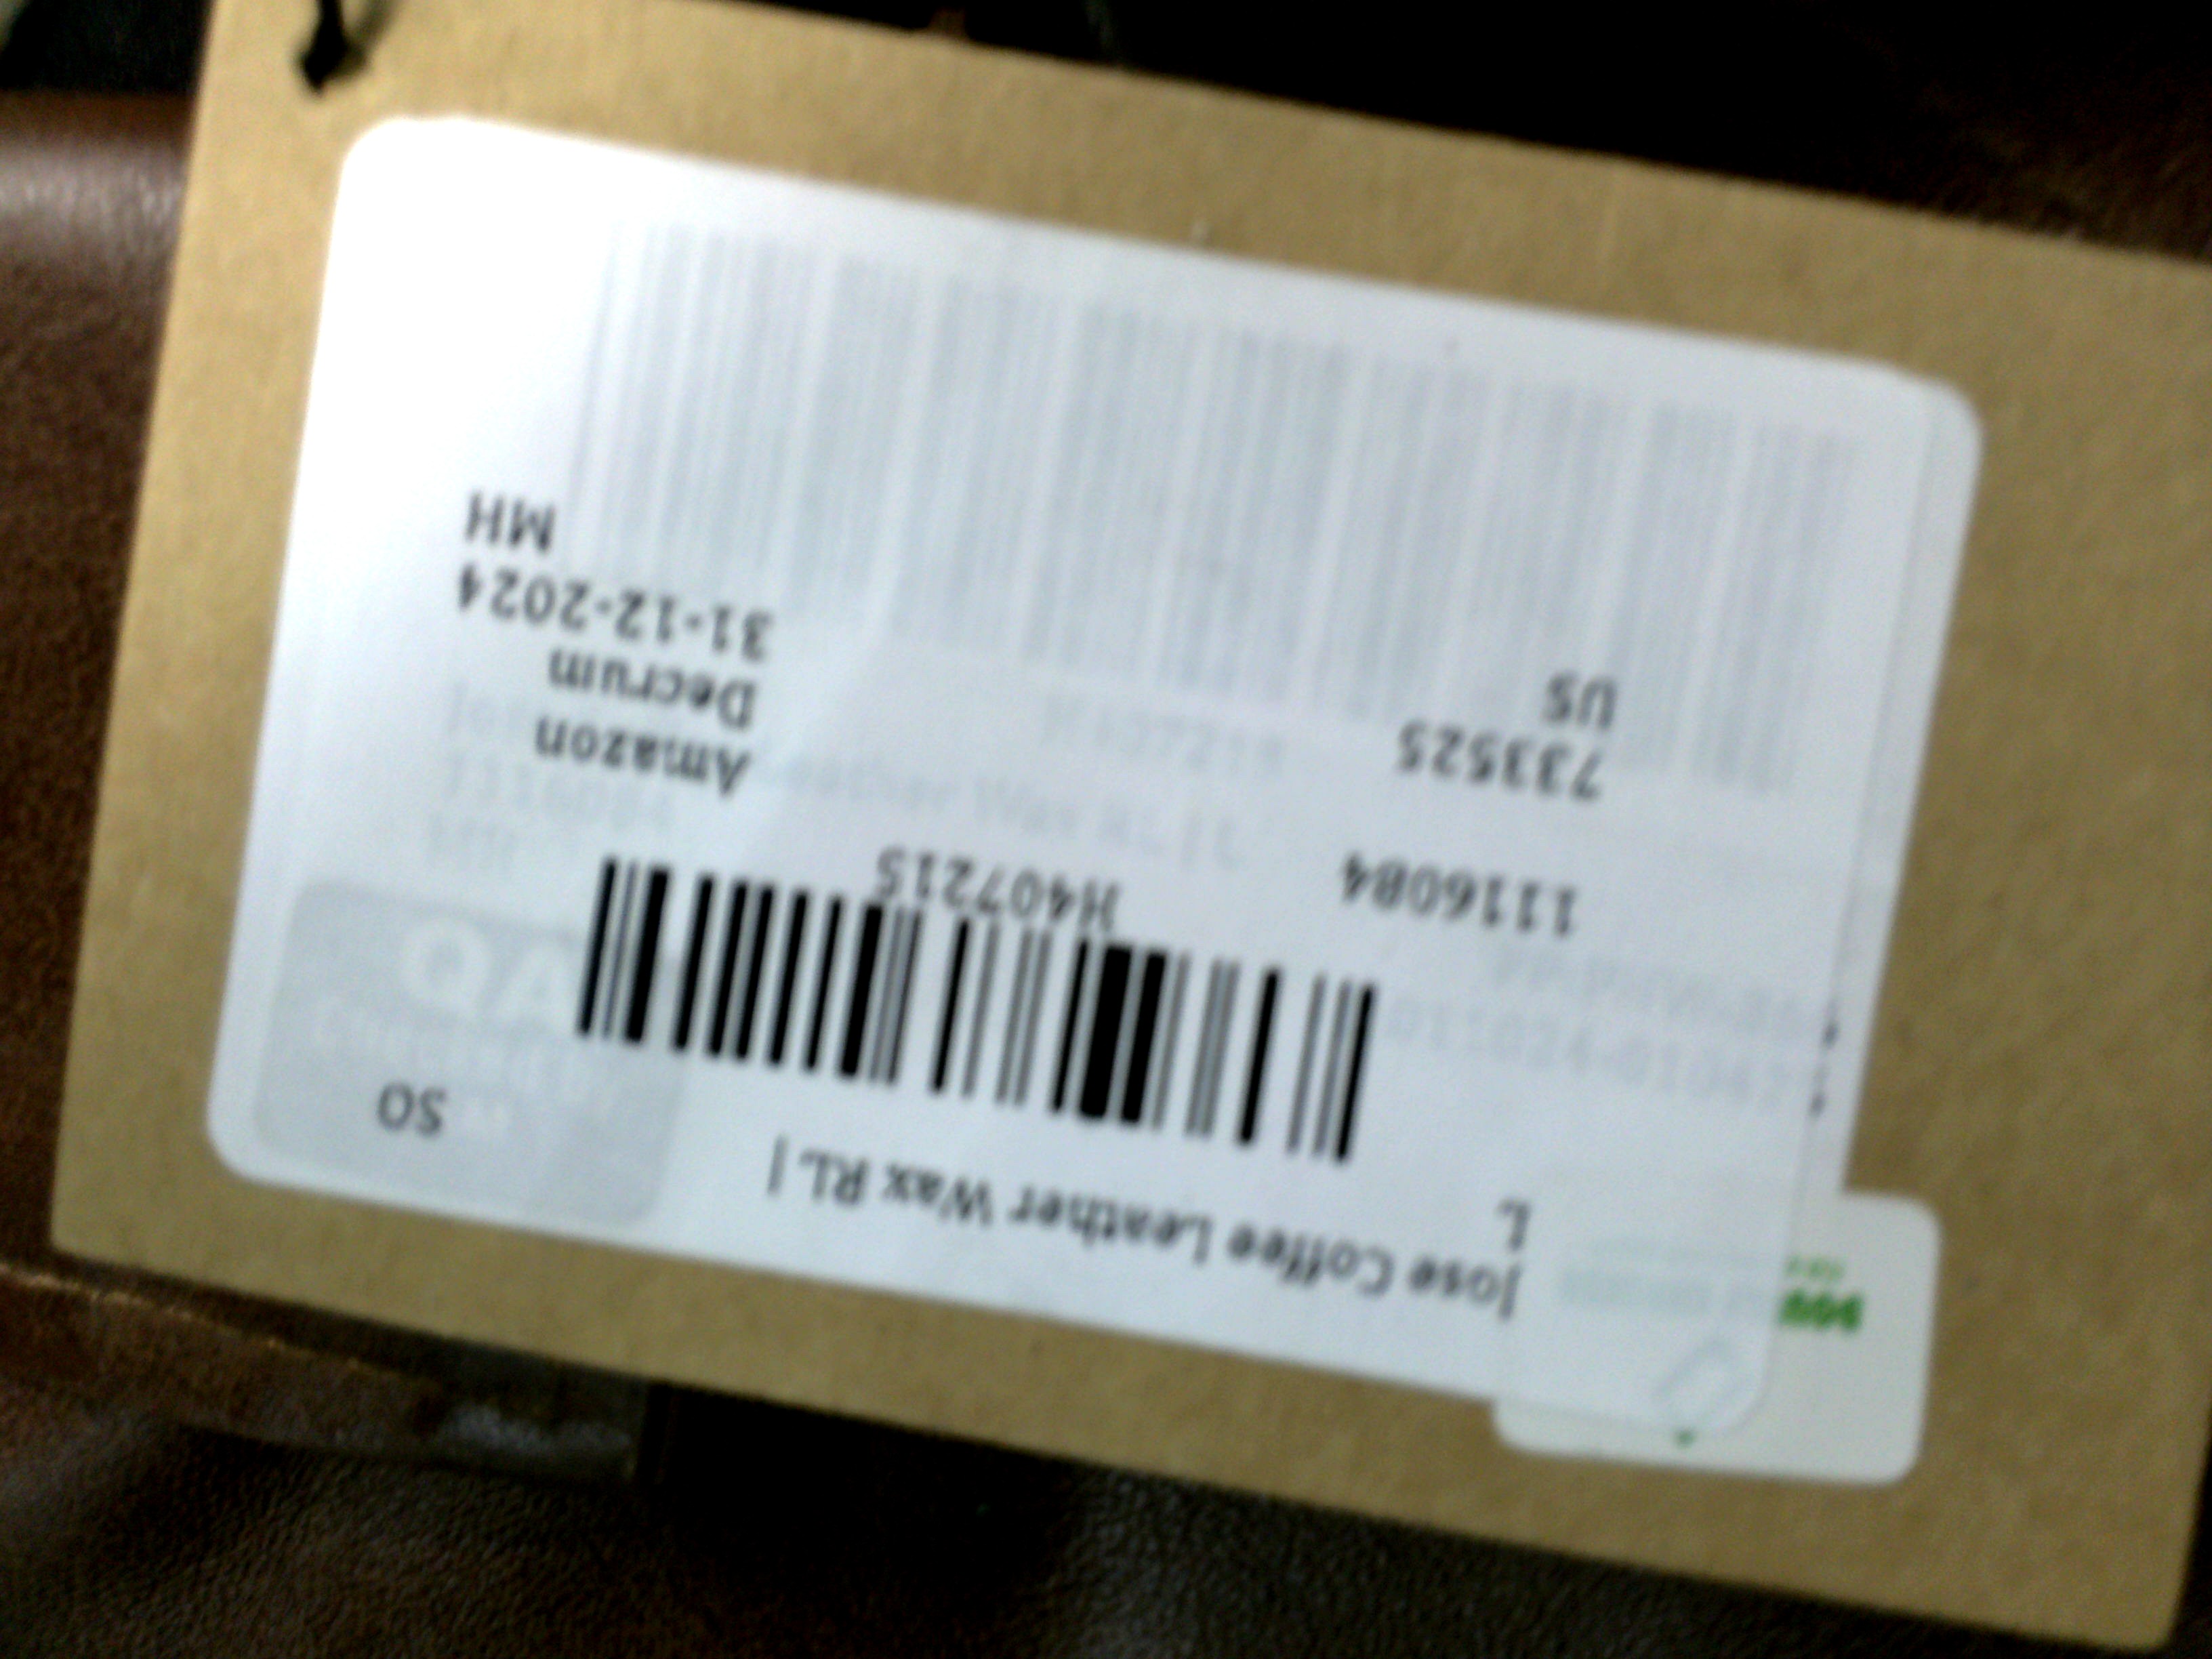 Jose Coffee Leather Wax RL |
L
SO
H407215
1116084
Amazon
733525
Decrum
US
31-12-2024
MH